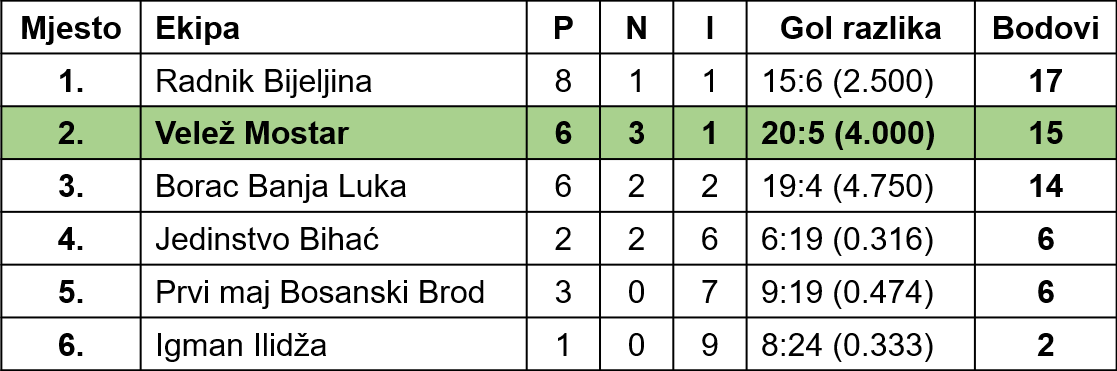 Mjesto Ekipa P N I Gol razlika Bodovi
1. Radnik Bijeljina 8 1 1 15:6 (2.500) 17
2. Velež Mostar 6 3 1 20:5 (4.000) 15
3. Borac Banja Luka 6 2 2 19:4 (4.750) 14
4. Jedinstvo Bihać 2 2 6 6:19 (0.316) 6
5. Prvi maj Bosanski Brod 3 0 7 9:19 (0.474) 6
6. Igman Ilidža 1 0 9 8:24 (0.333) 2